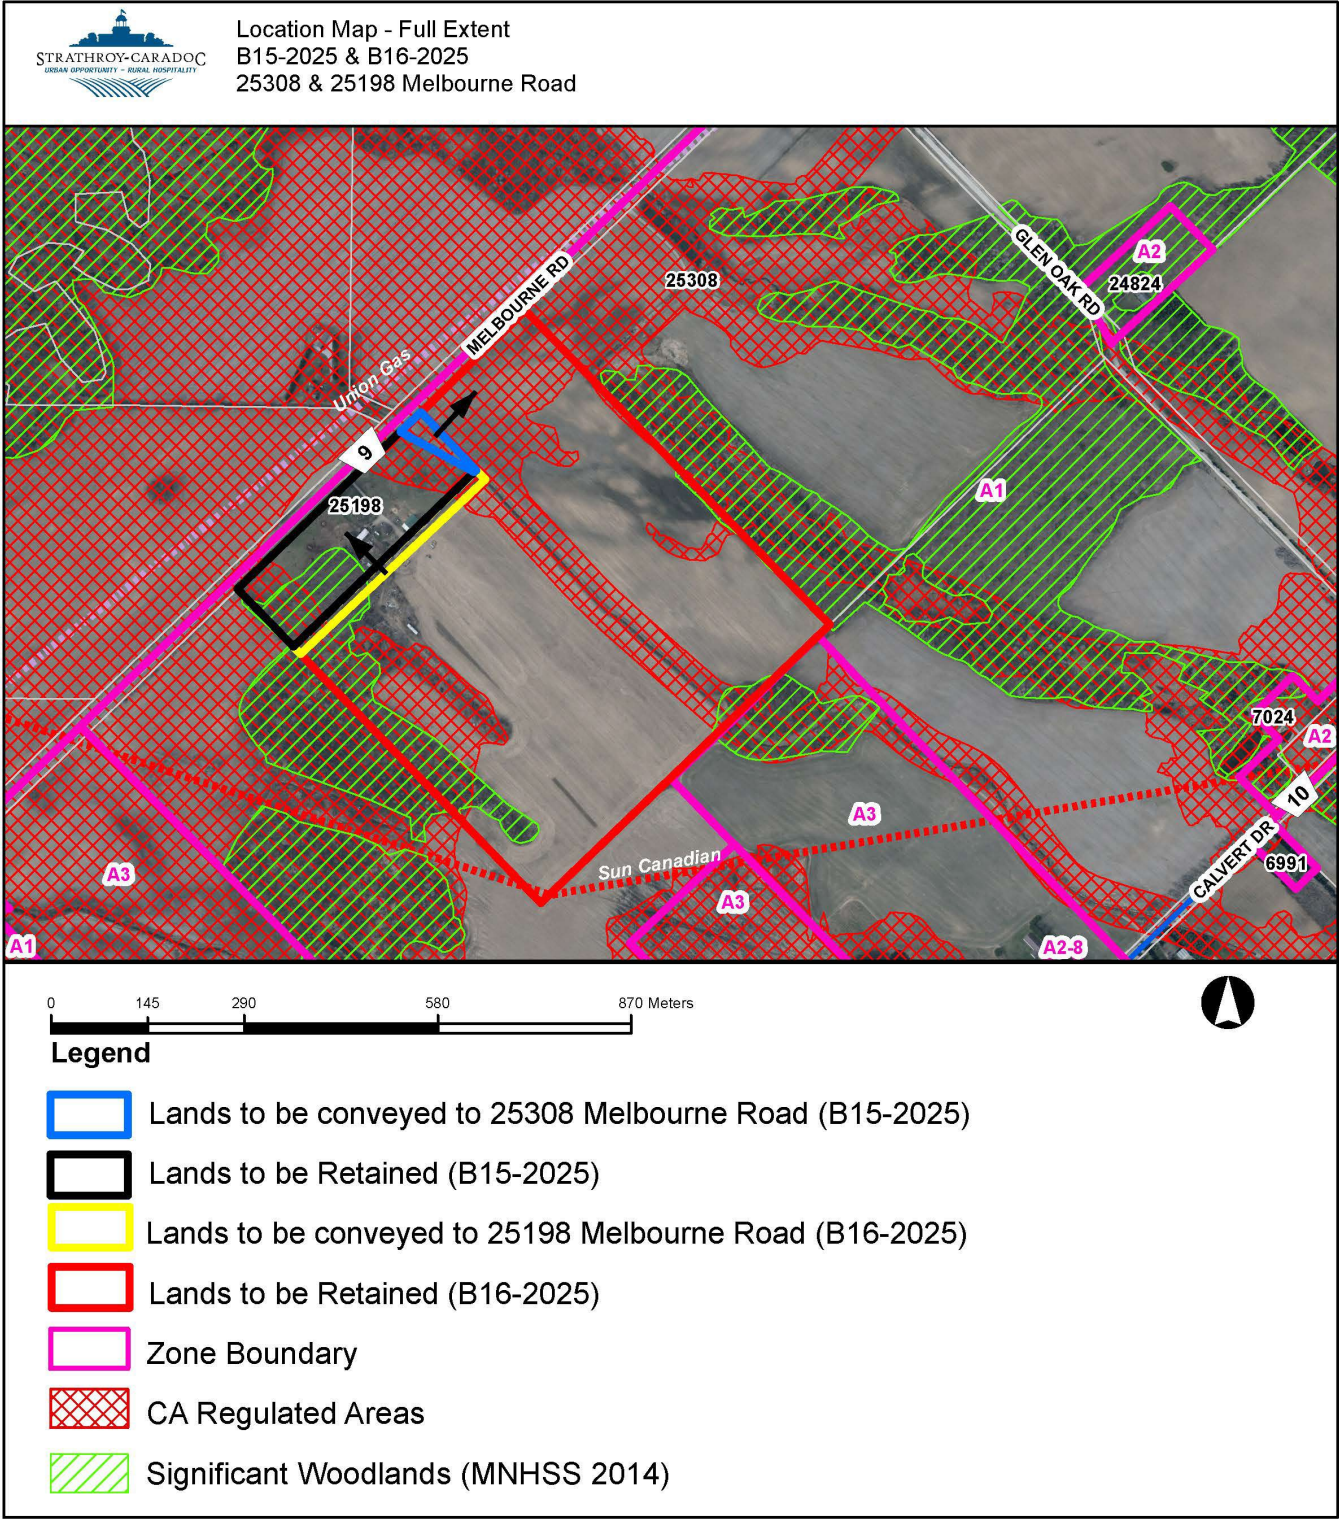 STRATHROY-CARADOC
URBAN OPPORTUNITY - RURAL HOSPITALITY
Location Map - Full Extent
B15-2025 & B16-2025
25308 & 25198 Melbourne Road
MELBOURNE RD
GLEN OAK RD
A2
24824
25308
Union Gas
9
25198
A1
7024
A2
10
A3
CALVERT DR
Sun Canadian
6991
A3
A3
A1
A2-8
0 145 290 580 870 Meters
Legend
Lands to be conveyed to 25308 Melbourne Road (B15-2025)
Lands to be Retained (B15-2025)
Lands to be conveyed to 25198 Melbourne Road (B16-2025)
Lands to be Retained (B16-2025)
Zone Boundary
CA Regulated Areas
Significant Woodlands (MNHSS 2014)